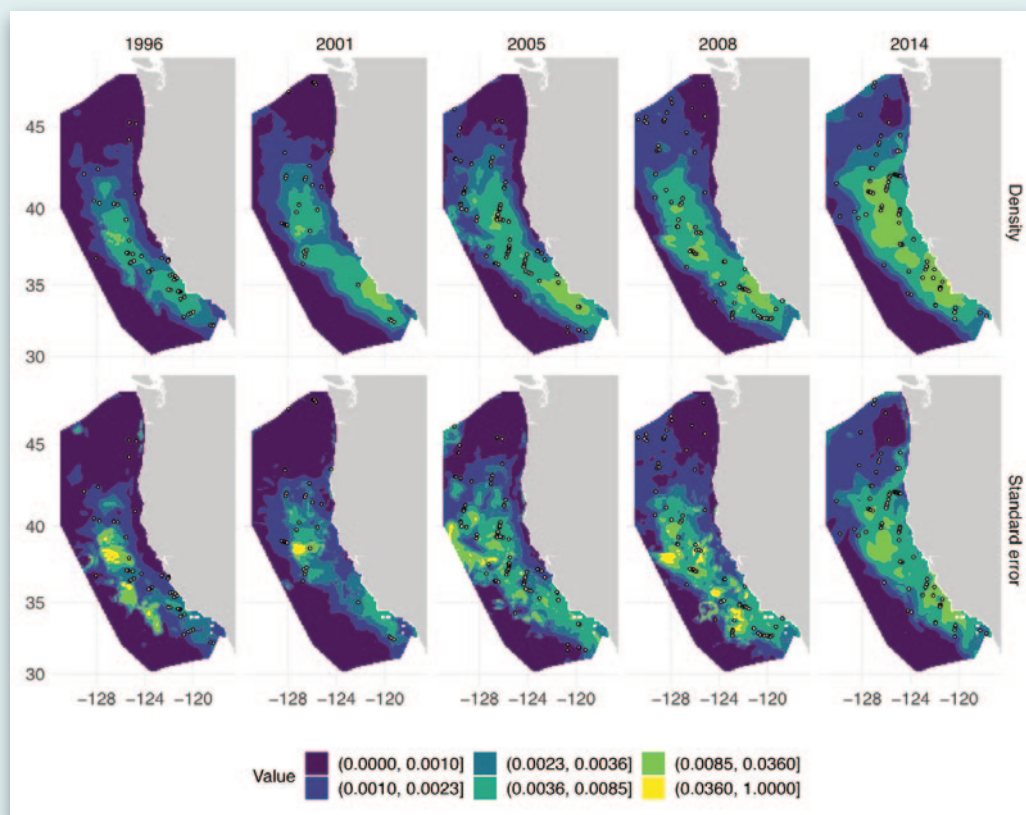 1996 2001 2005 2008 2014
45
40
35
30
Density
45
40
35
30
Standard error
−128 −124 −120 −128 −124 −120 −128 −124 −120 −128 −124 −120 −128 −124 −120
Value
(0.0000, 0.0010] (0.0023, 0.0036] (0.0085, 0.0360]
(0.0010, 0.0023] (0.0036, 0.0085] (0.0360, 1.0000]